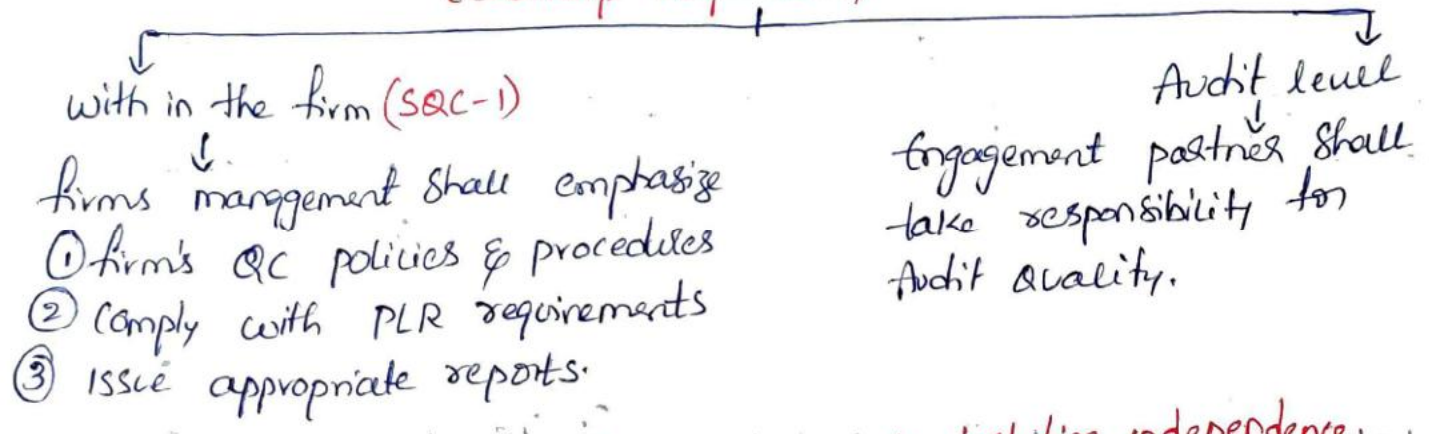 with in the firm (SQC-1)
firms management shall emphasize
① firm's QC policies & procedures
② Comply with PLR requirements
③ Issue appropriate reports.
Audit level
Engagement partner shall
take responsibility for
Audit Quality.
independence.